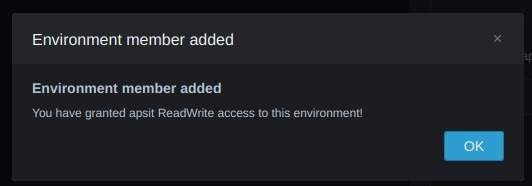 Environment member added
×
Environment member added
You have granted apsit ReadWrite access to this environment!
OK